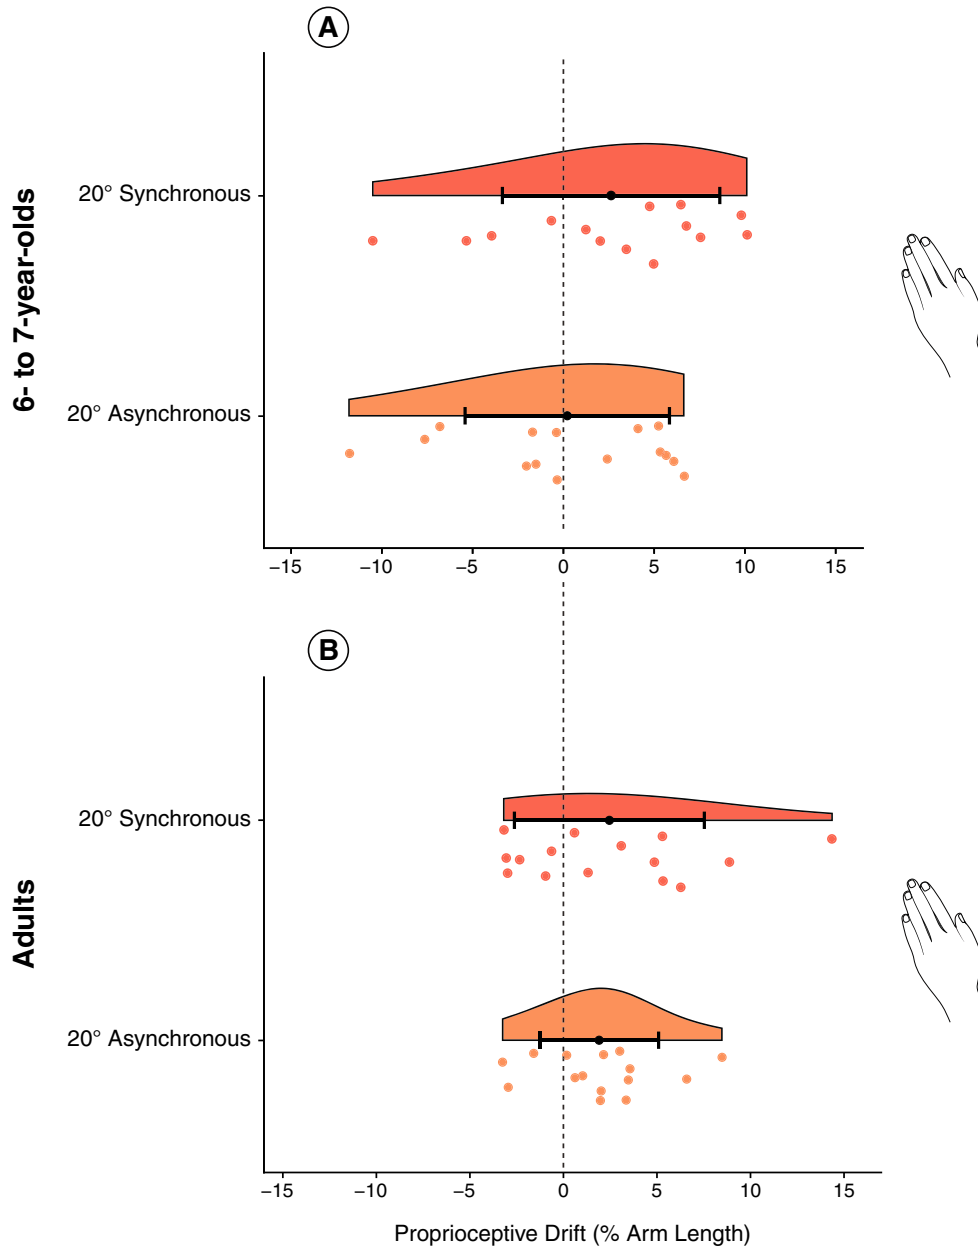 A
6- to 7-year-olds
20° Synchronous
20° Asynchronous
−15 −10 −5 0 5 10 15
B
Adults
20° Synchronous
20° Asynchronous
−15 −10 −5 0 5 10 15
Proprioceptive Drift (% Arm Length)